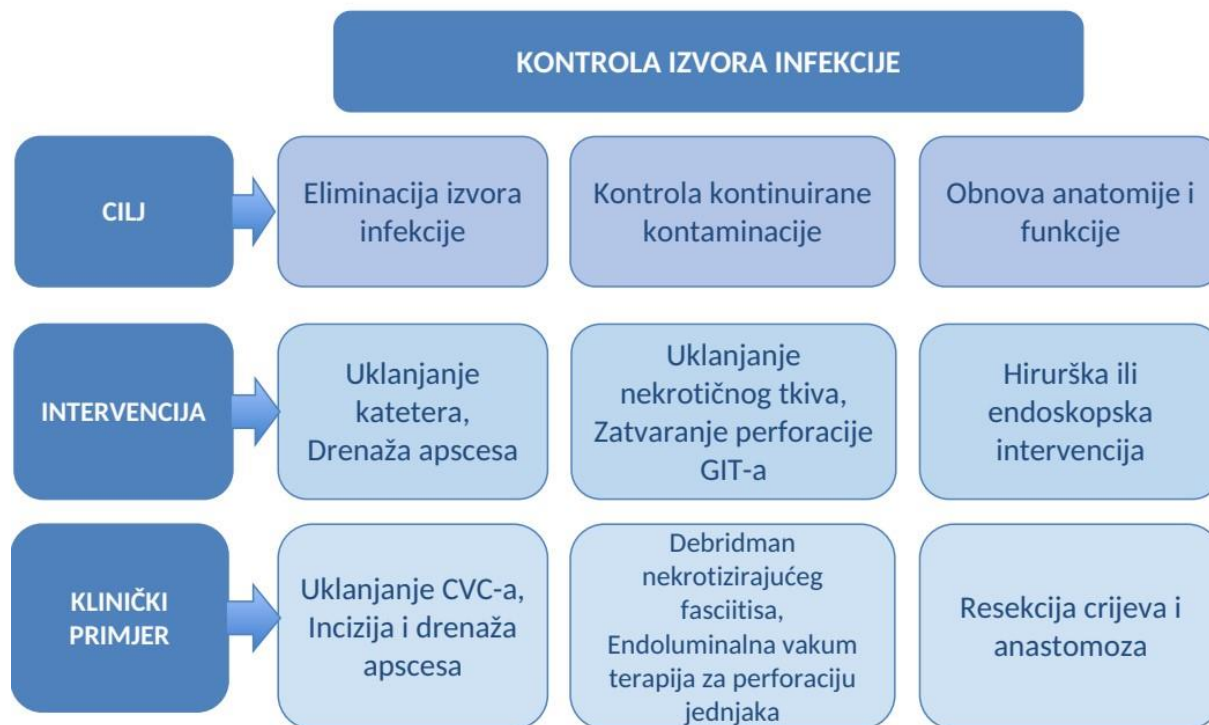 KONTROLA IZVORA INFEKCIJE
CILJ
Eliminacija izvora
infekcije
Kontrola kontinuirane
kontaminacije
Obnova anatomije i
funkcije
INTERVENCIJA
Uklanjanje
katetera,
Drenaža apscesa
Uklanjanje
nekrotičnog tkiva,
Zatvaranje perforacije
GIT-a
Hirurška ili
endoskopska
intervencija
KLINIČKI
PRIMJER
Uklanjanje CVC-a,
Incizija i drenaža
apscesa
Debridman
nekrotizirajućeg
fasciitisa,
Endoluminalna vakum
terapija za perforaciju
jednjaka
Resekcija crijeva i
anastomoza